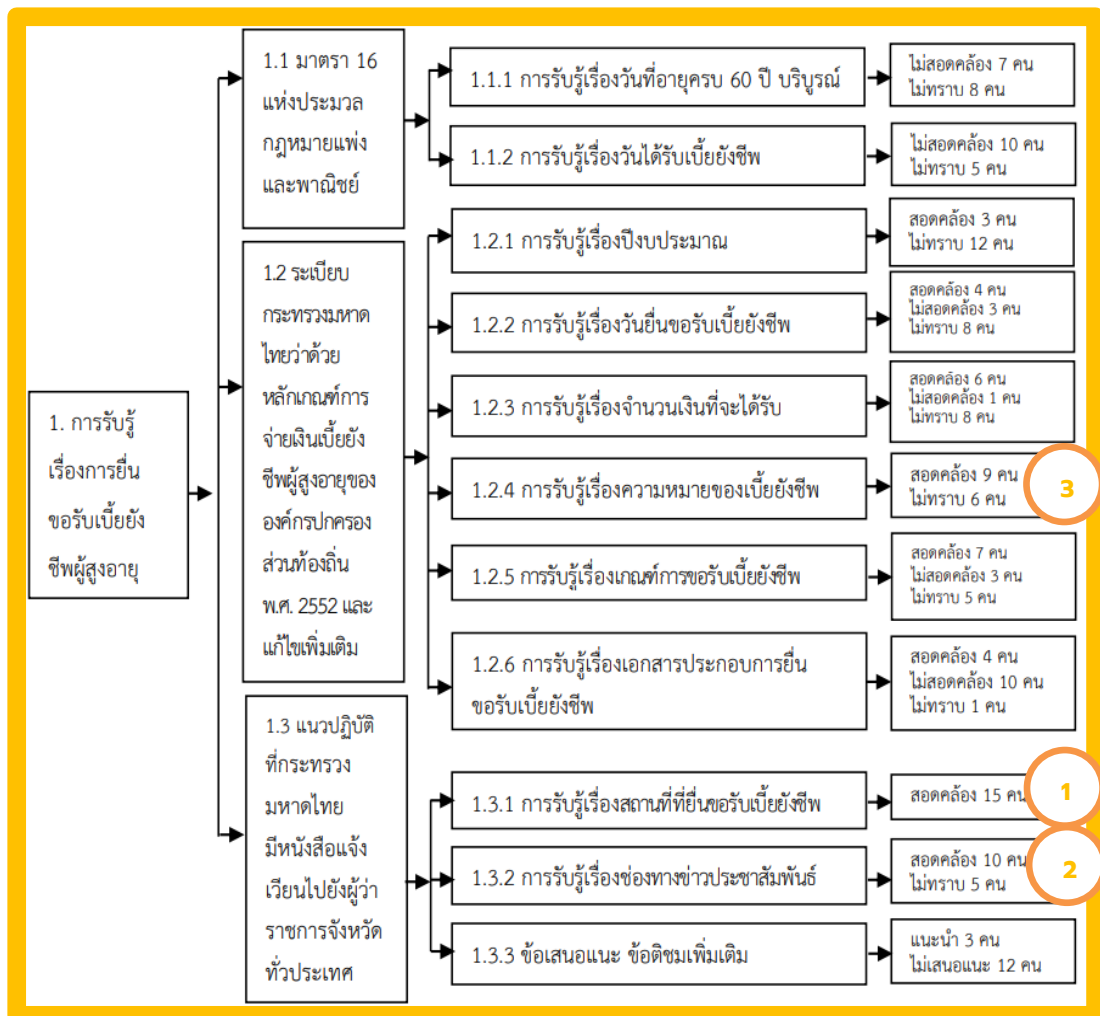 1. การรับรู้
เรื่องการยื่น
ขอรับเบี้ยยัง
ชีพผู้สูงอายุ
1.1 มาตรา 16
แห่งประมวล
กฎหมายแพ่ง
และพาณิชย์
1.1.1 การรับรู้เรื่องวันที่อายุครบ 60 ปี บริบูรณ์
ไม่สอดคล้อง 7 คน
ไม่ทราบ 8 คน
1.1.2 การรับรู้เรื่องวันได้รับเบี้ยยังชีพ
ไม่สอดคล้อง 10 คน
ไม่ทราบ 5 คน
1.2 ระเบียบ
กระทรวงมหาด
ไทยว่าด้วย
หลักเกณฑ์การ
จ่ายเงินเบี้ยยัง
ชีพผู้สูงอายุของ
องค์กรปกครอง
ส่วนท้องถิ่น
พ.ศ. 2552 และ
แก้ไขเพิ่มเติม
1.2.1 การรับรู้เรื่องปีงบประมาณ
สอดคล้อง 3 คน
ไม่ทราบ 12 คน
1.2.2 การรับรู้เรื่องวันยื่นขอรับเบี้ยยังชีพ
สอดคล้อง 4 คน
ไม่สอดคล้อง 3 คน
ไม่ทราบ 8 คน
1.2.3 การรับรู้เรื่องจำนวนเงินที่จะได้รับ
สอดคล้อง 6 คน
ไม่สอดคล้อง 1 คน
ไม่ทราบ 8 คน
1.2.4 การรับรู้เรื่องความหมายของเบี้ยยังชีพ
สอดคล้อง 9 คน
ไม่ทราบ 6 คน
3
1.2.5 การรับรู้เรื่องเกณฑ์การขอรับเบี้ยยังชีพ
สอดคล้อง 7 คน
ไม่สอดคล้อง 3 คน
ไม่ทราบ 5 คน
1.2.6 การรับรู้เรื่องเอกสารประกอบการยื่น
ขอรับเบี้ยยังชีพ
สอดคล้อง 4 คน
ไม่สอดคล้อง 10 คน
ไม่ทราบ 1 คน
1.3 แนวปฏิบัติ
ที่กระทรวง
มหาดไทย
มีหนังสือแจ้ง
เวียนไปยังผู้ว่า
ราชการจังหวัด
ทั่วประเทศ
1.3.1 การรับรู้เรื่องสถานที่ที่ยื่นขอรับเบี้ยยังชีพ
สอดคล้อง 15 คน
1
1.3.2 การรับรู้เรื่องช่องทางข่าวประชาสัมพันธ์
สอดคล้อง 10 คน
ไม่ทราบ 5 คน
2
1.3.3 ข้อเสนอแนะ ข้อติชมเพิ่มเติม
แนะนำ 3 คน
ไม่เสนอแนะ 12 คน